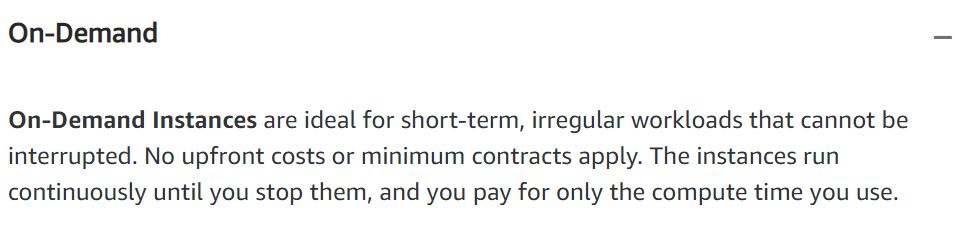 On-Demand
On-Demand Instances are ideal for short-term, irregular workloads that cannot be
interrupted. No upfront costs or minimum contracts apply. The instances run
continuously until you stop them, and you pay for only the compute time you use.